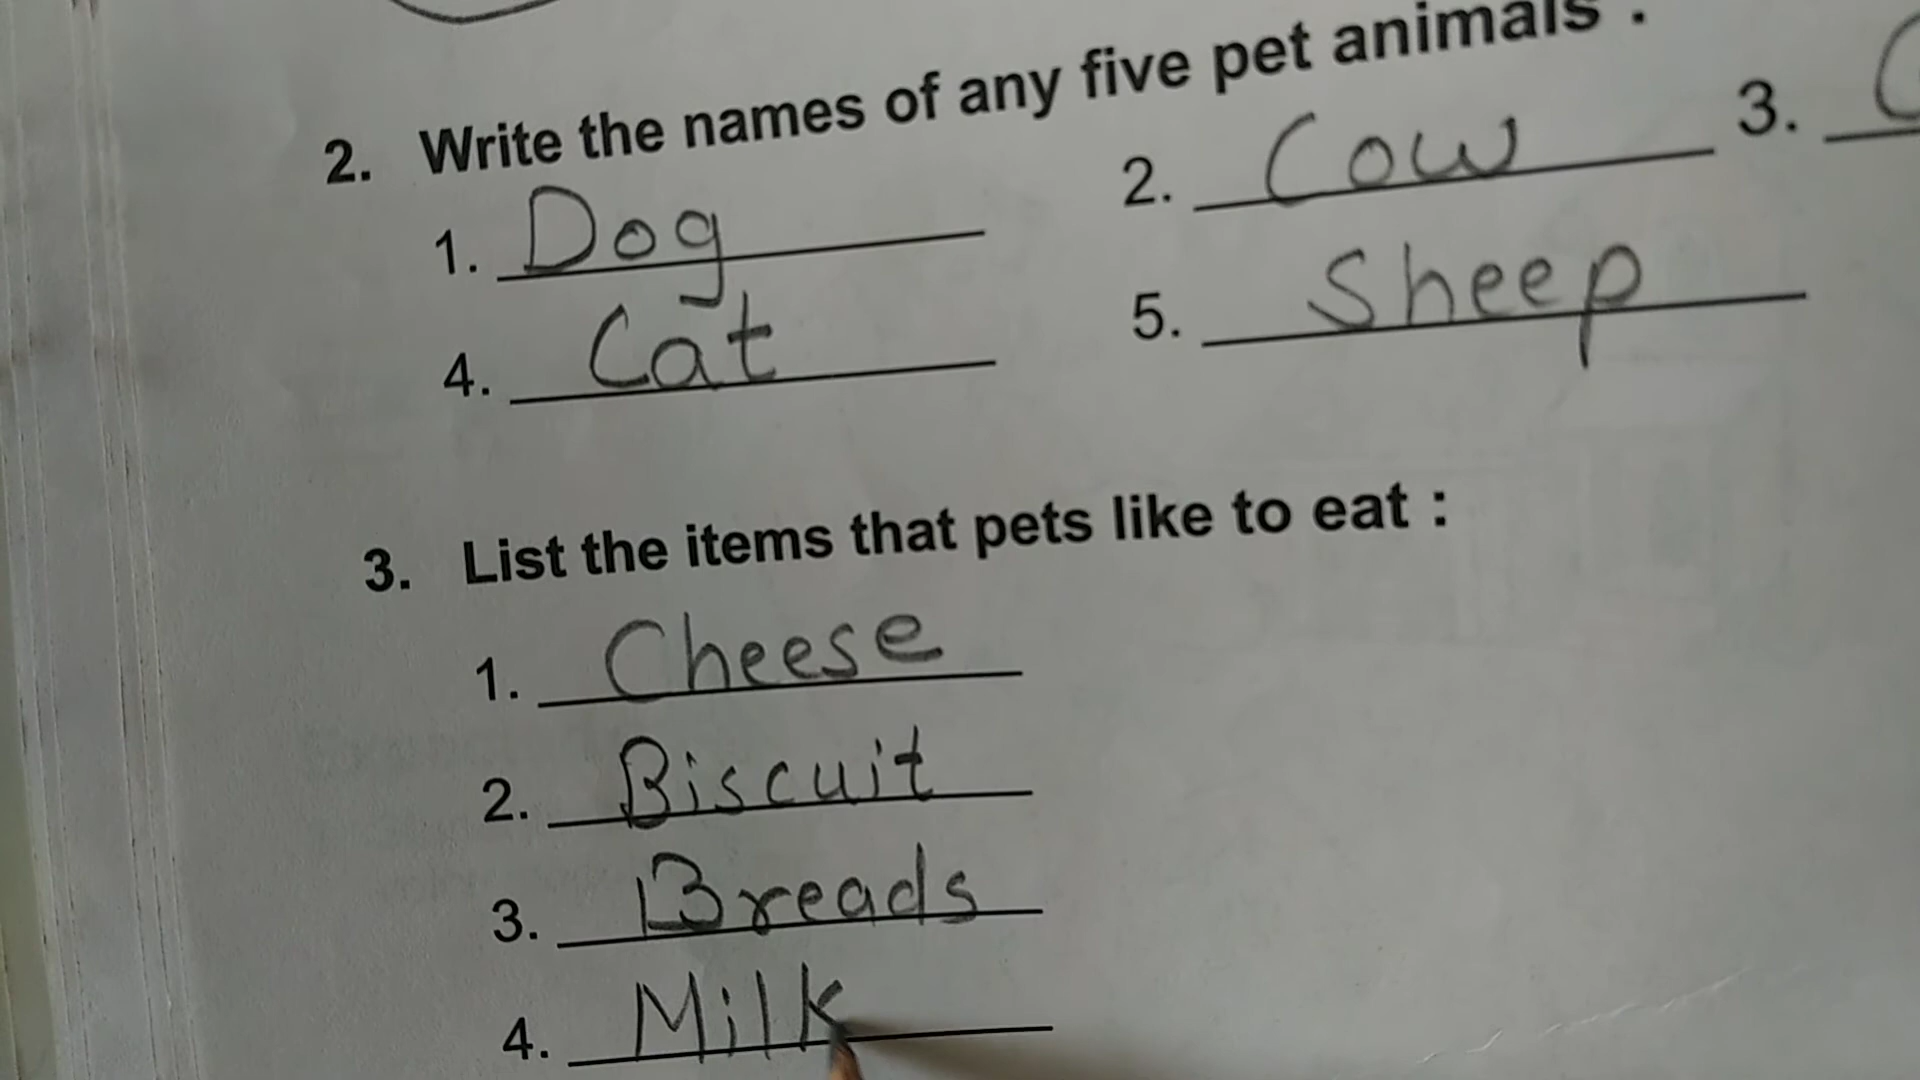 2. Write the names of any five pet animals :
1. Dog 2. Cow 3.
4. Cat 5. Sheep
3. List the items that pets like to eat :
1. Cheese
2. Biscuit
3. Breads
4. Milk